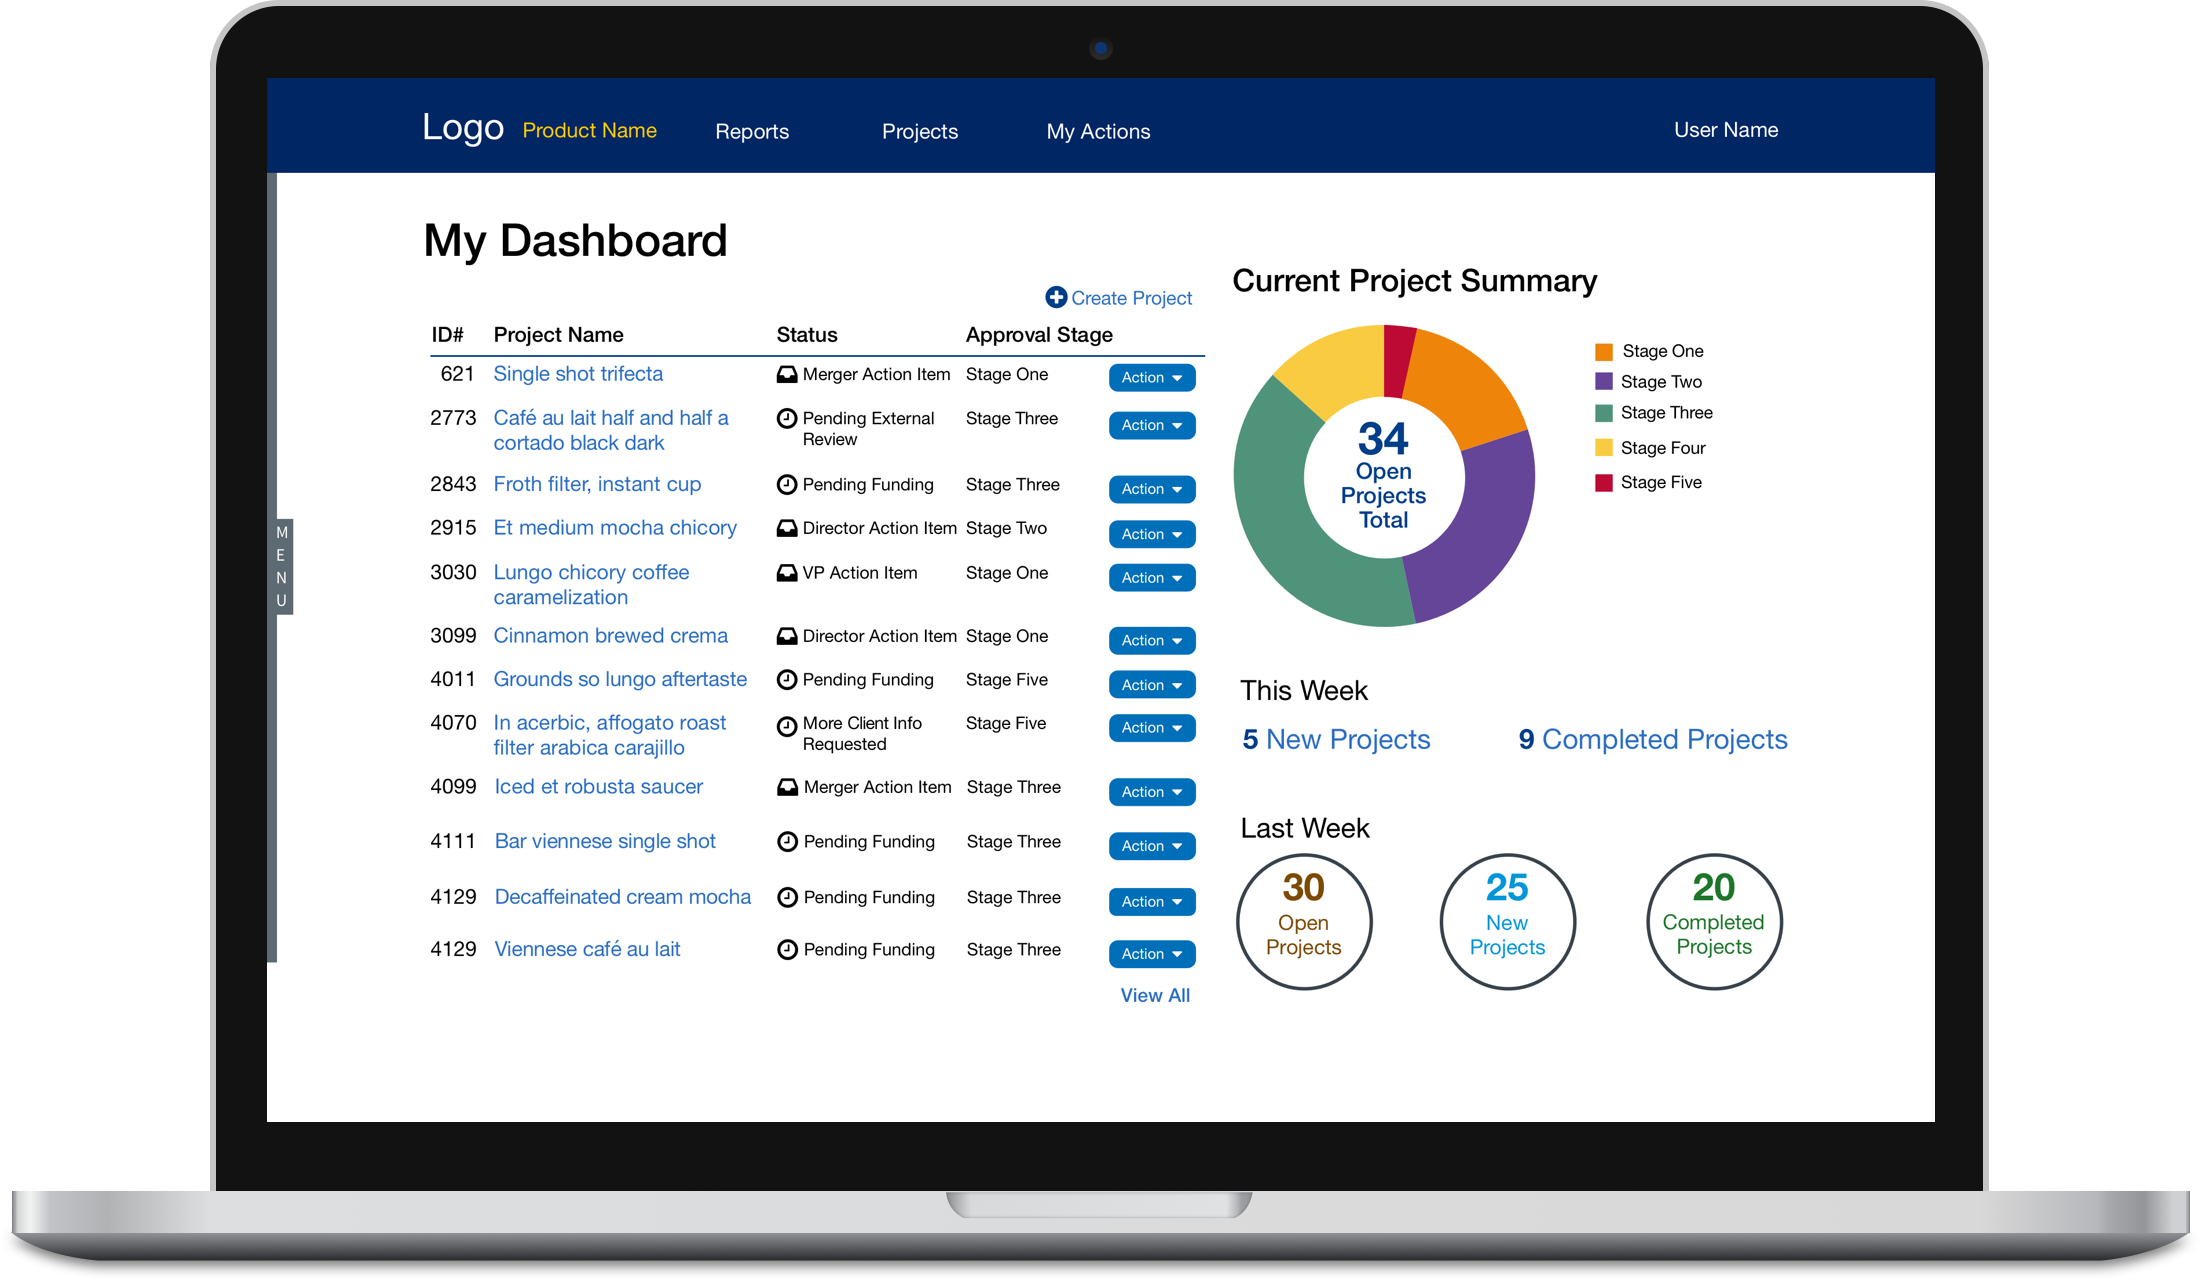 Logo Product Name Reports Projects My Actions User Name
My Dashboard
Create Project
ID# Project Name Status Approval Stage
621 Single shot trifecta Merger Action Item Stage One Action
2773 Café au lait half and half a Pending External Stage Three Action
cortado black dark Review
2843 Froth filter, instant cup Pending Funding Stage Three Action
2915 Et medium mocha chicory Director Action Item Stage Two Action
3030 Lungo chicory coffee VP Action Item Stage One Action
caramelization
3099 Cinnamon brewed crema Director Action Item Stage One Action
4011 Grounds so lungo aftertaste Pending Funding Stage Five Action
4070 In acerbic, affogato roast More Client Info Stage Five Action
filter arabica carajillo Requested
4099 Iced et robusta saucer Merger Action Item Stage Three Action
4111 Bar viennese single shot Pending Funding Stage Three Action
4129 Decaffeinated cream mocha Pending Funding Stage Three Action
4129 Viennese café au lait Pending Funding Stage Three Action
View All
MENU
Current Project Summary
34
Open
Projects
Total
Stage One
Stage Two
Stage Three
Stage Four
Stage Five
This Week
5 New Projects 9 Completed Projects
Last Week
30 Open Projects
25 New Projects
20 Completed Projects